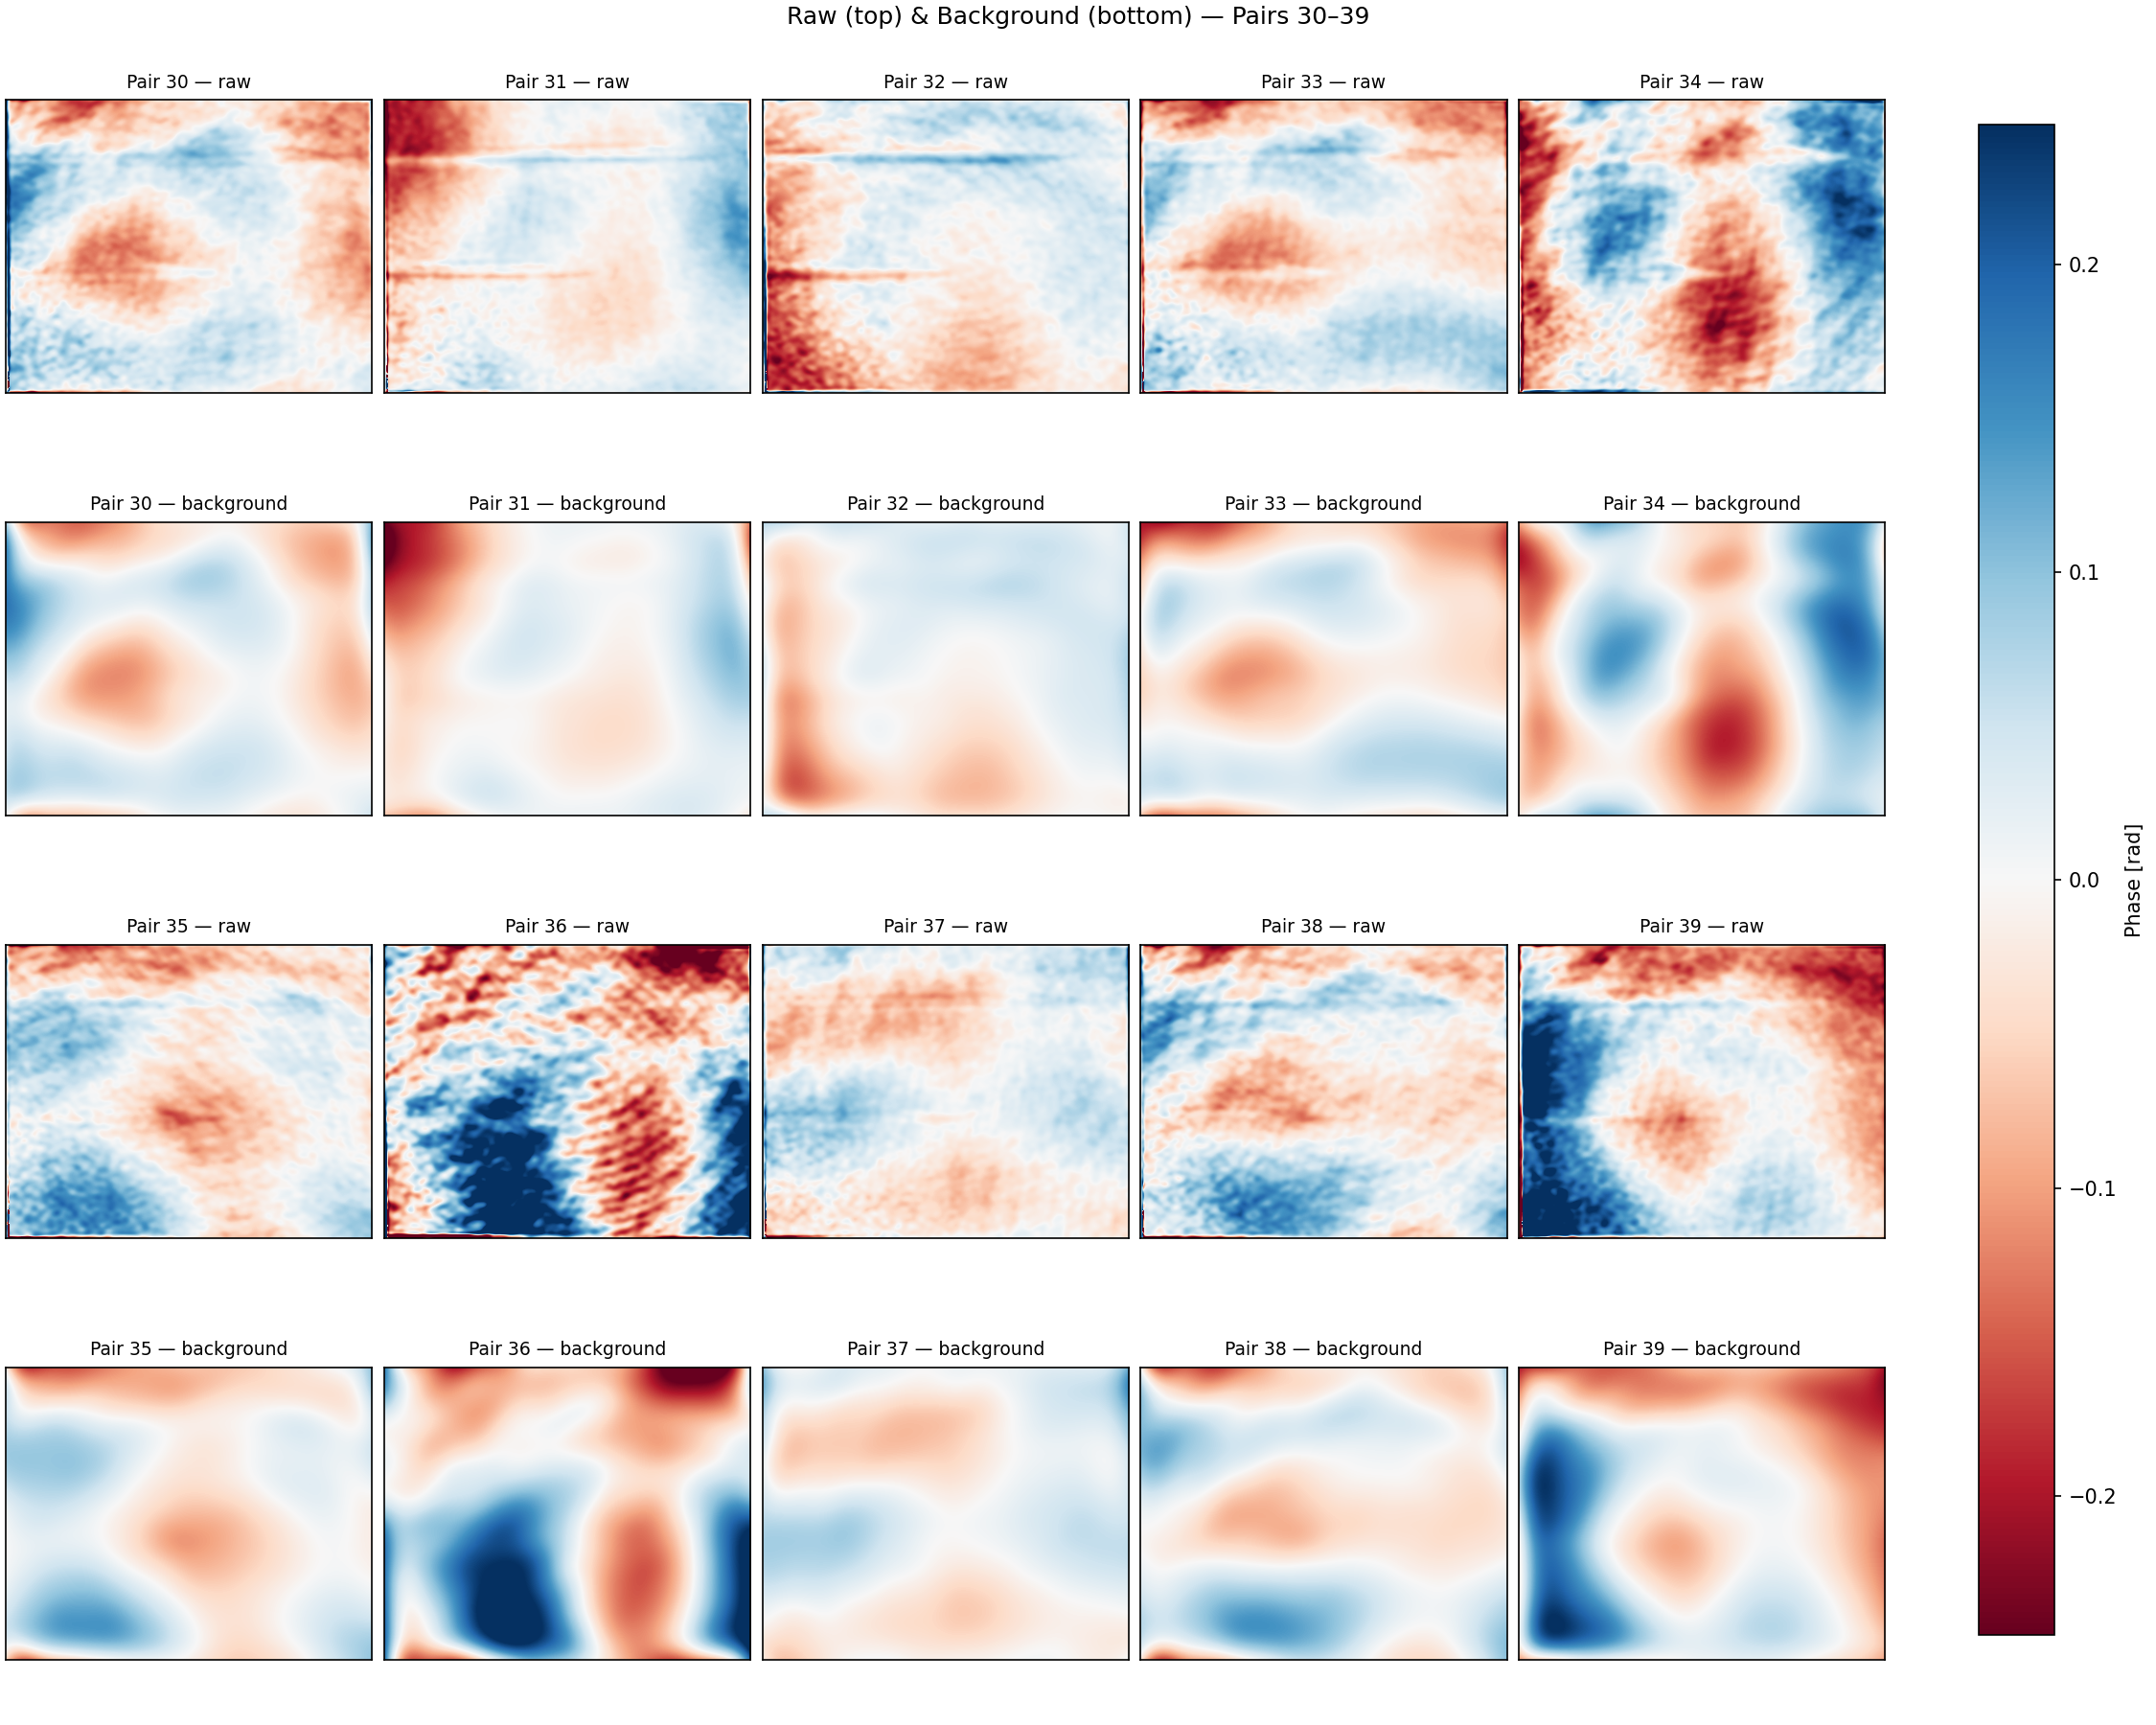 Raw (top) & Background (bottom) — Pairs 30–39
Pair 30 — raw
Pair 31 — raw
Pair 32 — raw
Pair 33 — raw
Pair 34 — raw
Pair 30 — background
Pair 31 — background
Pair 32 — background
Pair 33 — background
Pair 34 — background
Pair 35 — raw
Pair 36 — raw
Pair 37 — raw
Pair 38 — raw
Pair 39 — raw
Pair 35 — background
Pair 36 — background
Pair 37 — background
Pair 38 — background
Pair 39 — background
0.2
0.1
0.0
−0.1
−0.2
Phase [rad]